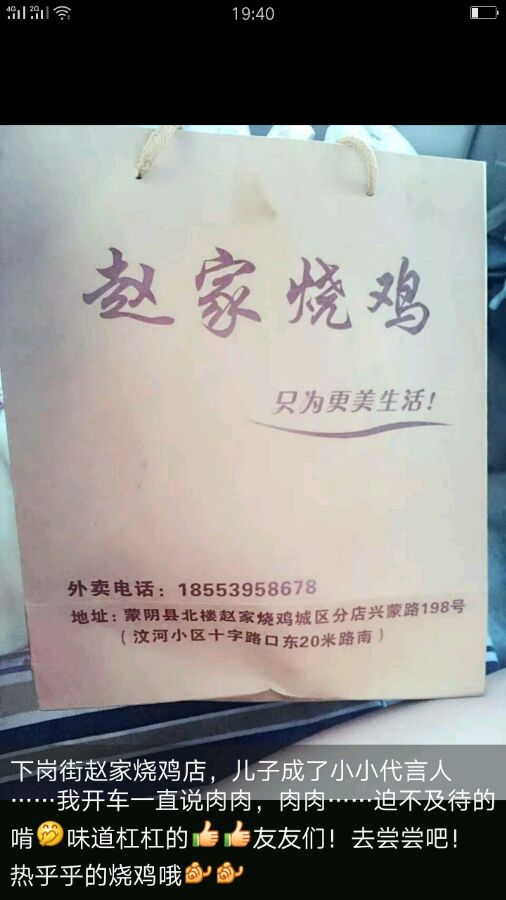 4G 2G 19:40
赵家烧鸡
只为更美生活！
外卖电话：18553958678
地址：蒙阴县北楼赵家烧鸡城区分店兴蒙路198号
（汶河小区十字路口东20米路南）
下岗街赵家烧鸡店，儿子成了小小代言人
……我开车一直说肉肉，肉肉……迫不及待的
啃🤭味道杠杠的👍👍友友们！去尝尝吧！
热乎乎的烧鸡哦🍗🍗